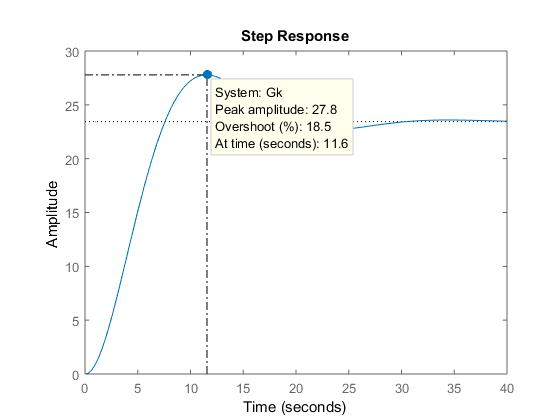 Step Response
30
25
20
15
10
5
0
Amplitude
System: Gk
Peak amplitude: 27.8
Overshoot (%): 18.5
At time (seconds): 11.6
0 5 10 15 20 25 30 35 40
Time (seconds)